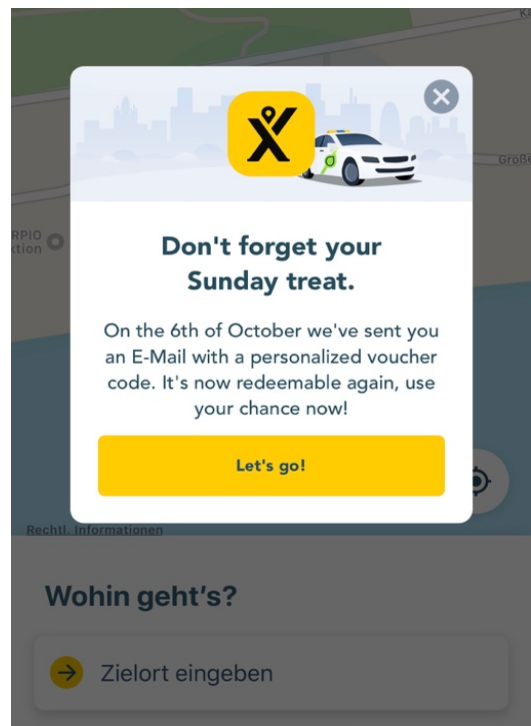 RPIO
ktion
Große
Don't forget your
Sunday treat.
On the 6th of October we've sent you
an E-Mail with a personalized voucher
code. It's now redeemable again, use
your chance now!
Let's go!
Rechtl. Informationen
Wohin geht's?
Zielort eingeben